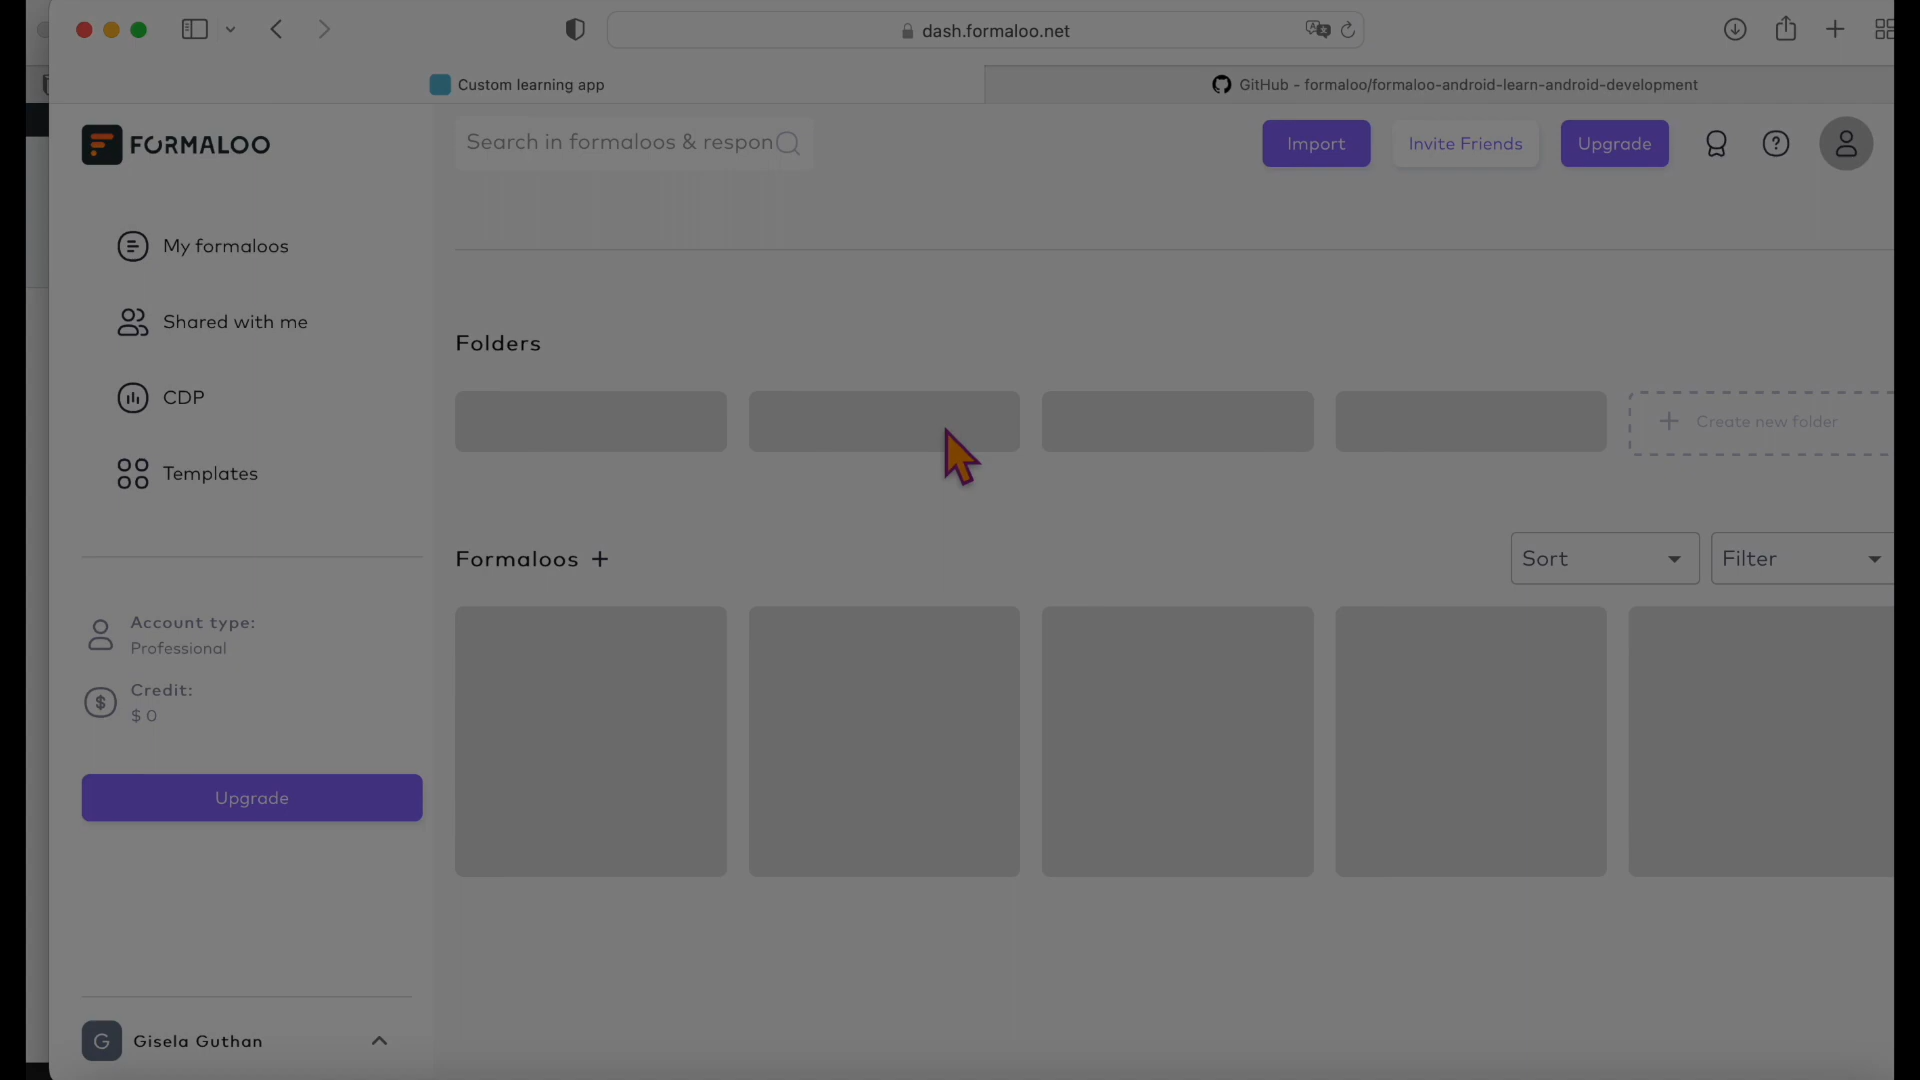 dash.formaloo.net
Custom learning app
GitHub - formaloo/formaloo-android-learn-android-development
FORMALOO
Search in formaloos & respon
Import
Invite Friends
Upgrade
My formaloos
Shared with me
CDP
Templates
Folders
Create new folder
Formaloos +
Sort
Filter
Account type:
Professional
Credit:
$ 0
Upgrade
G
Gisela Guthan